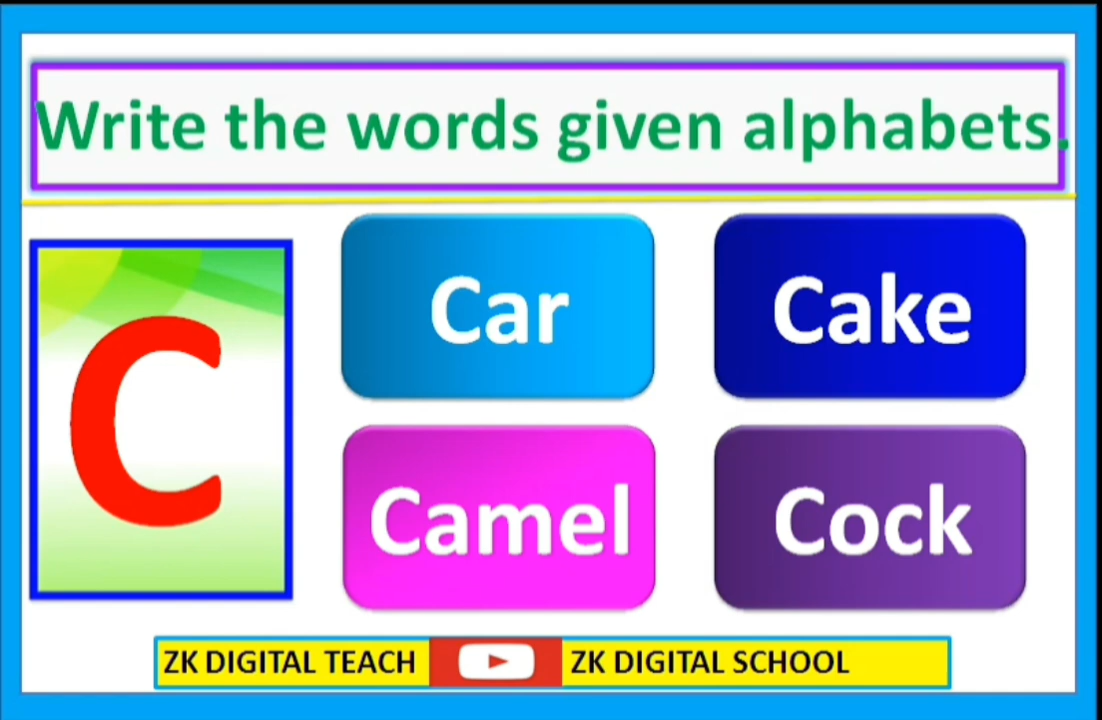 Write the words given alphabets.
C
Car
Cake
Camel
Cock
ZK DIGITAL TEACH
ZK DIGITAL SCHOOL